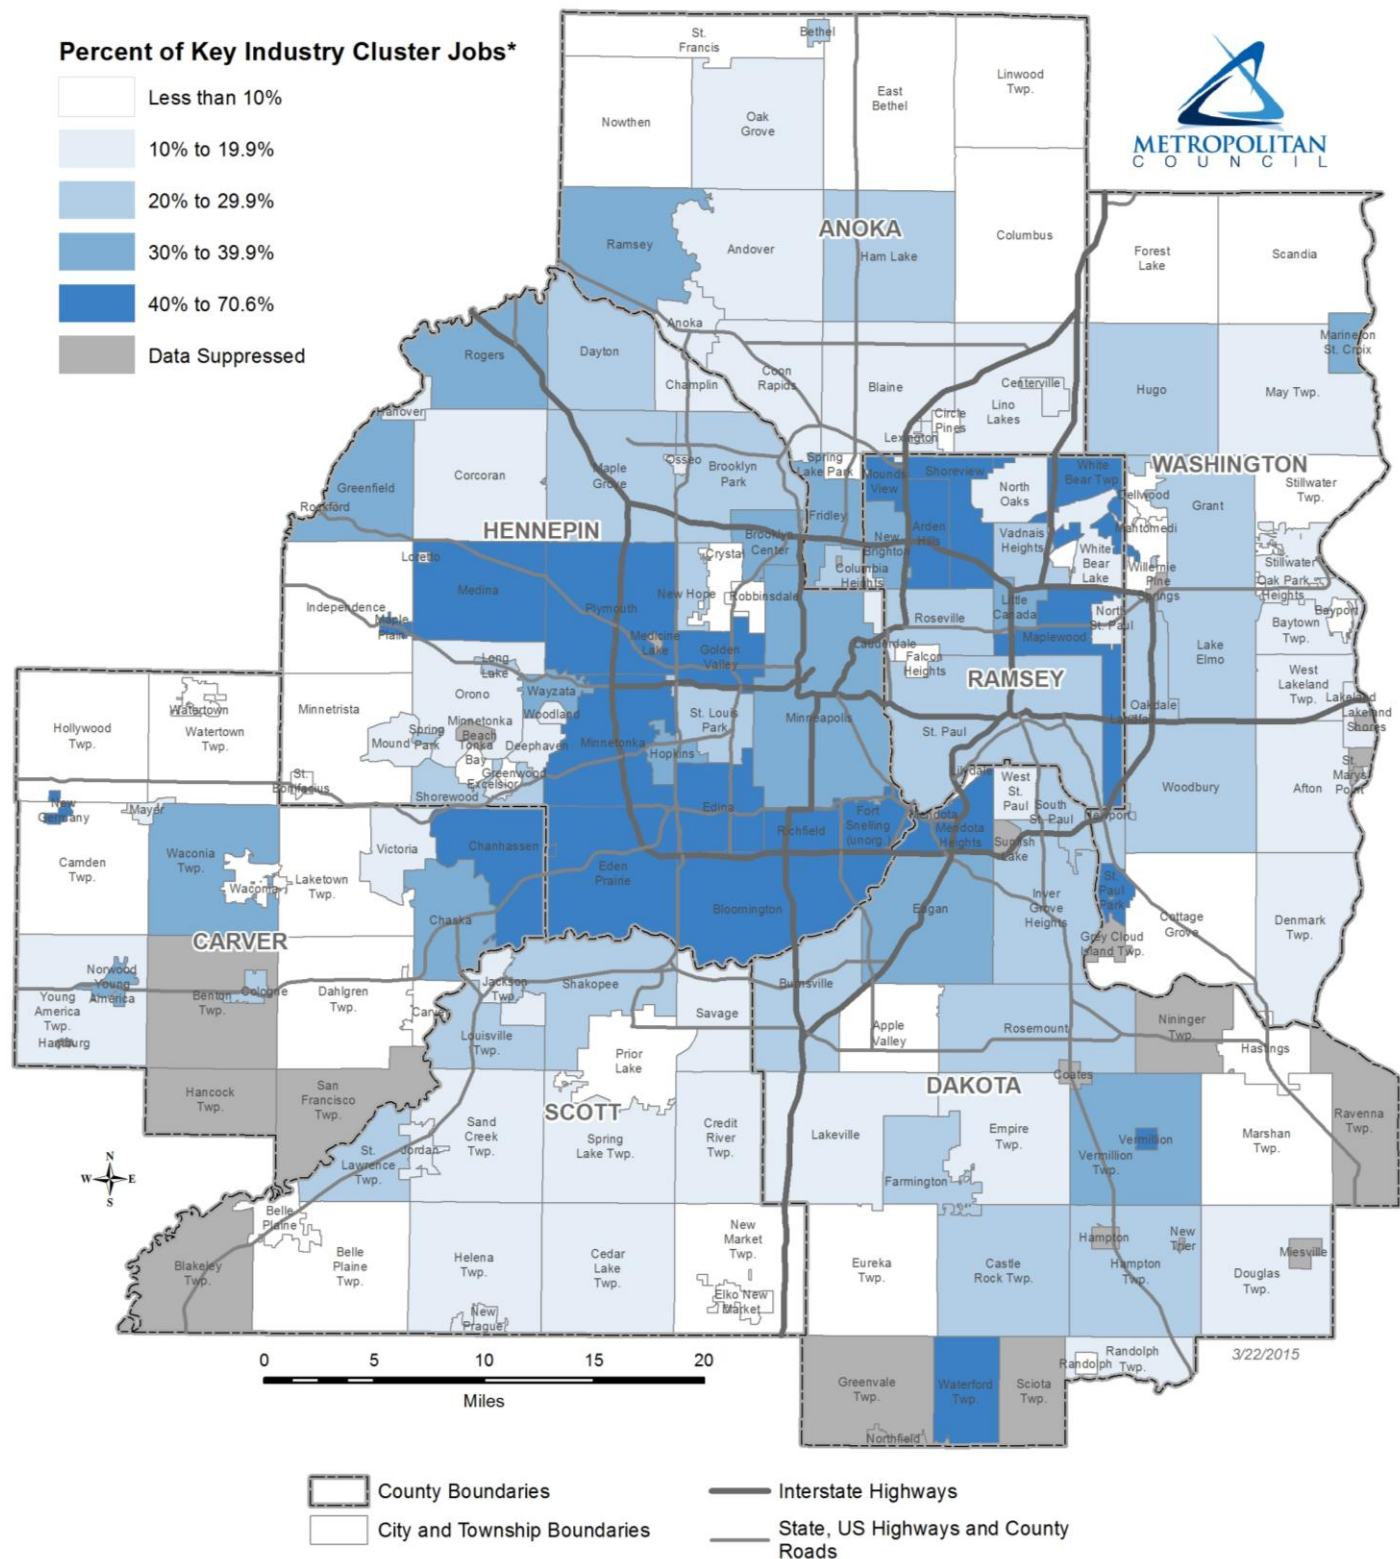 Percent of Key Industry Cluster Jobs*
Less than 10%
10% to 19.9%
20% to 29.9%
30% to 39.9%
40% to 70.6%
Data Suppressed
METROPOLITAN
COUNCIL
St.
Francis
Bethel
East
Bethel
Linwood
Twp.
Nowthen
Oak
Grove
Ramsey
Andover
ANOKA
Ham Lake
Columbus
Forest
Lake
Scandia
Anoka
Rogers
Dayton
Champlin
Coon
Rapids
Blaine
Centerville
Lino
Lakes
Circle
Pines
Lexington
Hugo
Marine on
St. Croix
May Twp.
Hanover
Corcoran
Greenfield
Rockford
Maple
Grove
Osseo
Brooklyn
Park
Spring
Lake Park
Mounds
View
Shoreview
North
Oaks
White
Bear Twp.
WASHINGTON
Stillwater
Twp.
Dellwood
Grant
Mahtomedi
HENNEPIN
Fridley
New
Brighton
Arden
Hills
Vadnais
Heights
White
Bear
Lake
Willernie
Pine
Springs
Stillwater
Oak Park
Heights
Loretto
Brooklyn
Center
Crystal
Columbia
Heights
Medina
Plymouth
New Hope
Robbinsdale
Independence
Maple
Plain
Medicine
Lake
Golden
Valley
Lauderdale
Roseville
Little
Canada
Maplewood
North
St. Paul
Bayport
Baytown
Twp.
Falcon
Heights
RAMSEY
Lake
Elmo
West
Lakeland
Twp.
Lakeland
Lakeland
Shores
Long
Lake
Orono
Wayzata
Woodland
Minnetrista
Minnetonka
Beach
Spring
Park
Mound
Tonka
Bay
Deephaven
Greenwood
Excelsior
Shorewood
Minnetonka
Hopkins
St. Louis
Park
Minneapolis
St. Paul
Oakdale
Landfall
Hollywood
Twp.
Watertown
Watertown
Twp.
St.
Bonifacius
New
Germany
Mayer
Camden
Twp.
Waconia
Twp.
Waconia
Laketown
Twp.
Victoria
Chanhassen
Chaska
Eden
Prairie
Edina
Richfield
Fort
Snelling
(unorg.)
Bloomington
Lilydale
Mendota
Mendota
Heights
West
St.
Paul
South
St. Paul
Newport
Sunfish
Lake
Woodbury
Afton
St.
Marys
Point
Inver
Grove
Heights
Eagan
St.
Paul
Park
Grey Cloud
Island Twp.
Cottage
Grove
Denmark
Twp.
CARVER
Norwood
Young
America
Young
America
Twp.
Hamburg
Benton
Twp.
Cologne
Dahlgren
Twp.
Jackson
Twp.
Shakopee
Louisville
Twp.
Savage
Burnsville
Apple
Valley
Rosemount
Nininger
Twp.
Hastings
Coates
Prior
Lake
Hancock
Twp.
San
Francisco
Twp.
SCOTT
DAKOTA
Sand
Creek
Twp.
Jordan
St.
Lawrence
Twp.
Spring
Lake Twp.
Credit
River
Twp.
Lakeville
Farmington
Empire
Twp.
Vermillion
Vermillion
Twp.
Marshan
Twp.
Ravenna
Twp.
N
W E
S
Belle
Plaine
Blakeley
Twp.
Belle
Plaine
Twp.
Helena
Twp.
New
Prague
Cedar
Lake
Twp.
New
Market
Twp.
Elko New
Market
Eureka
Twp.
Castle
Rock Twp.
Hampton
Hampton
Twp.
New
Trier
Douglas
Twp.
Miesville
Greenvale
Twp.
Northfield
Waterford
Twp.
Sciota
Twp.
Randolph
Randolph
Twp.
3/22/2015
0 5 10 15 20
Miles
County Boundaries
City and Township Boundaries
Interstate Highways
State, US Highways and County
Roads